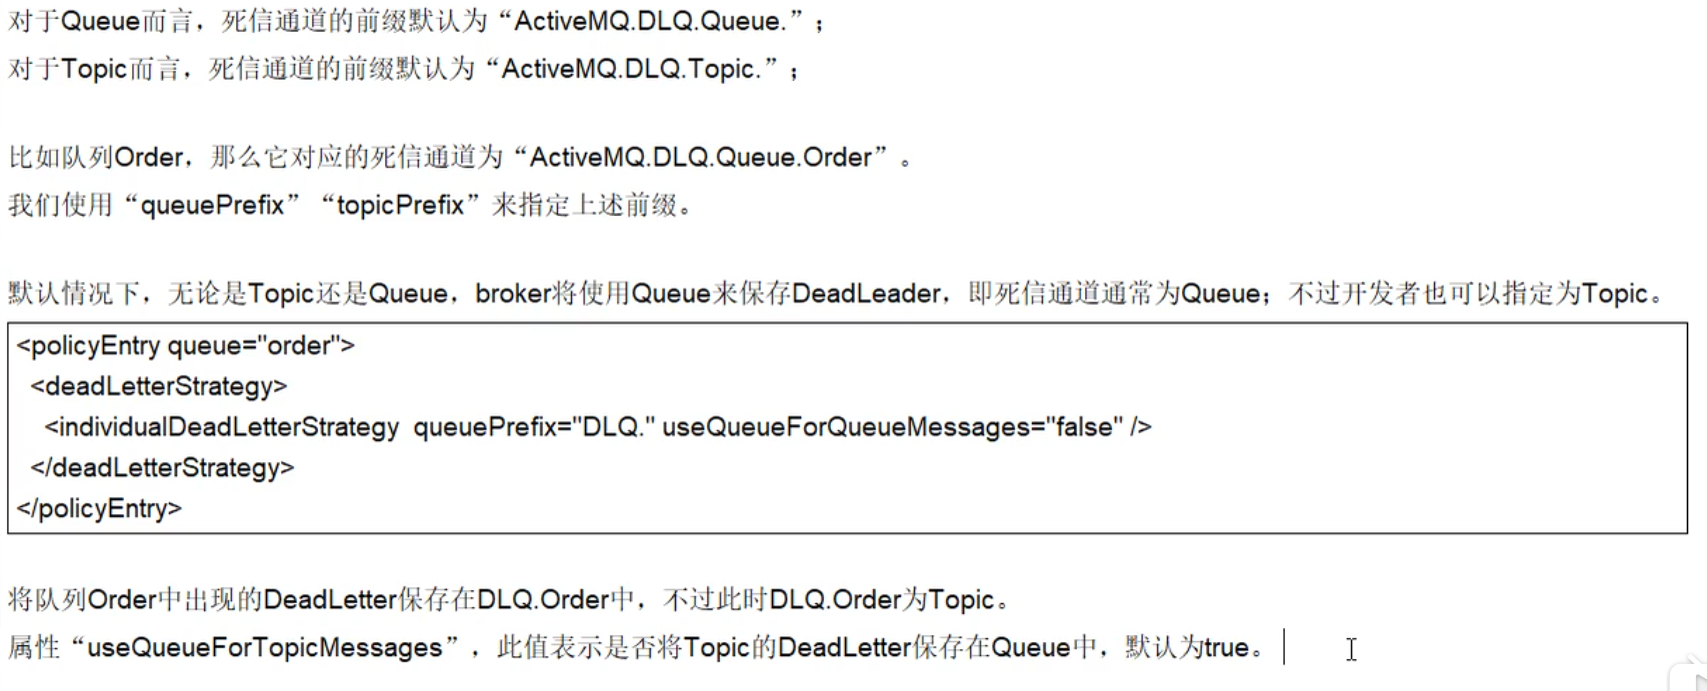 对于Queue而言，死信通道的前缀默认为“ActiveMQ.DLQ.Queue.”；
对于Topic而言，死信通道的前缀默认为“ActiveMQ.DLQ.Topic.”；
比如队列Order，那么它对应的死信通道为“ActiveMQ.DLQ.Queue.Order”。
我们使用“queuePrefix”“topicPrefix”来指定上述前缀。
默认情况下，无论是Topic还是Queue，broker将使用Queue来保存DeadLeader，即死信通道通常为Queue；不过开发者也可以指定为Topic。
<policyEntry queue="order">
<deadLetterStrategy>
<individualDeadLetterStrategy queuePrefix="DLQ." useQueueForQueueMessages="false" />
</deadLetterStrategy>
</policyEntry>
将队列Order中出现的DeadLetter保存在DLQ.Order中，不过此时DLQ.Order为Topic。
属性“useQueueForTopicMessages”，此值表示是否将Topic的DeadLetter保存在Queue中，默认为true。